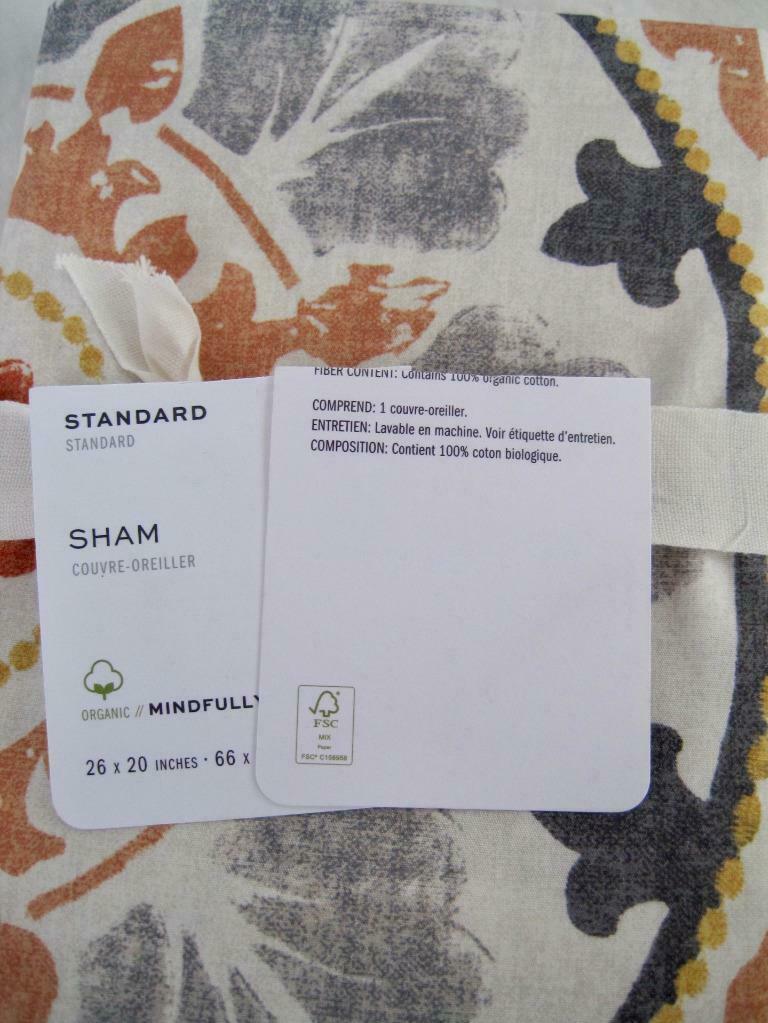 STANDARD
STANDARD
SHAM
COUVRE-OREILLER
ORGANIC // MINDFULLY
26 x 20 INCHES · 66 x
FIBER CONTENT: Contains 100% organic cotton.
COMPREND: 1 couvre-oreiller.
ENTRETIEN: Lavable en machine. Voir étiquette d'entretien.
COMPOSITION: Contient 100% coton biologique.
FSC
MIX
Paper